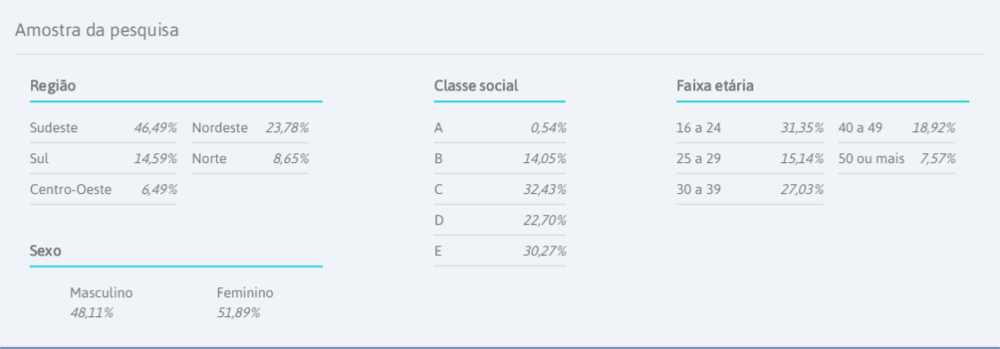 Amostra da pesquisa
Região
Sudeste 46,49% Nordeste 23,78%
Sul 14,59% Norte 8,65%
Centro-Oeste 6,49%
Sexo
Masculino Feminino
48,11% 51,89%
Classe social
A 0,54%
B 14,05%
C 32,43%
D 22,70%
E 30,27%
Faixa etária
16 a 24 31,35% 40 a 49 18,92%
25 a 29 15,14% 50 ou mais 7,57%
30 a 39 27,03%